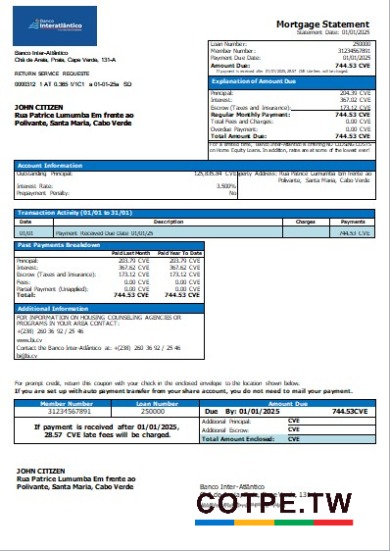 Banco
Interatlântico
Mortgage Statement
Statement Date: 01/01/2025
Banco Inter-Atlântico
Chã de Areia, Praia, Cape Verde, 131-A
RETURN SERVICE REQUESTE
Loan Number: 250000
Member Number: 31234567891
Payment Due Date: 01/01/2025
Amount Due: 744.53 CVE
Explanation of Amount Due
Principal: 204.39 CVE
Interest: 367.02 CVE
Escrow (Taxes and Insurance): 173.12 CVE
Regular Monthly Payment: 744.53 CVE
Total Fees and Charges: 0.00 CVE
Overdue Payment: 0.00 CVE
Total Amount Due: 744.53 CVE
JOHN CITIZEN
Rua Patrice Lumumba Em frente ao
Polivante, Santa Maria, Cabo Verde
Account Information
Outstanding Principal:
Property Address: Rua Patrice Lumumba Em frente ao
Polivante, Santa Maria, Cabo Verde
Interest Rate: 3.500%
Prepayment Penalty: No
Transaction Activity (01/01 to 31/01)
Date Description Charges Payments
01/01 Payment Received Due Date 01/01/25 744.53 CVE
Past Payments Breakdown
Paid Last Month Paid Year To Date
Principal: 203.79 CVE 203.79 CVE
Interest: 367.62 CVE 367.62 CVE
Escrow (Taxes and Insurance): 173.12 CVE 173.12 CVE
Fees: 0.00 CVE 0.00 CVE
Partial Payment (Unapplied): 0.00 CVE 0.00 CVE
Total: 744.53 CVE 744.53 CVE
Additional Information
FOR INFORMATION ON HOUSING COUNSELING AGENCIES OR
PROGRAMS IN YOUR AREA CONTACT:
+(238) 260 36 92 / 25 46
www.bi.cv
Contact the Banco Inter-Atlântico at: +(238) 260 36 92 / 25 46
bi@bi.cv
For prompt credit, return this coupon with your check in the enclosed envelope to the location shown below.
If you are set up with auto payment transfer from your share account, you do not need to mail your payment.
Member Number Loan Number Amount Due
31234567891 250000 Due By: 01/01/2025 744.53CVE
If payment is received after 01/01/2025,
28.57 CVE late fees will be charged.
Additional Principal: CVE
Additional Escrow: CVE
Total Amount Enclosed: CVE
JOHN CITIZEN
Rua Patrice Lumumba Em frente ao
Polivante, Santa Maria, Cabo Verde
Banco Inter-Atlântico
CCIPE.TW